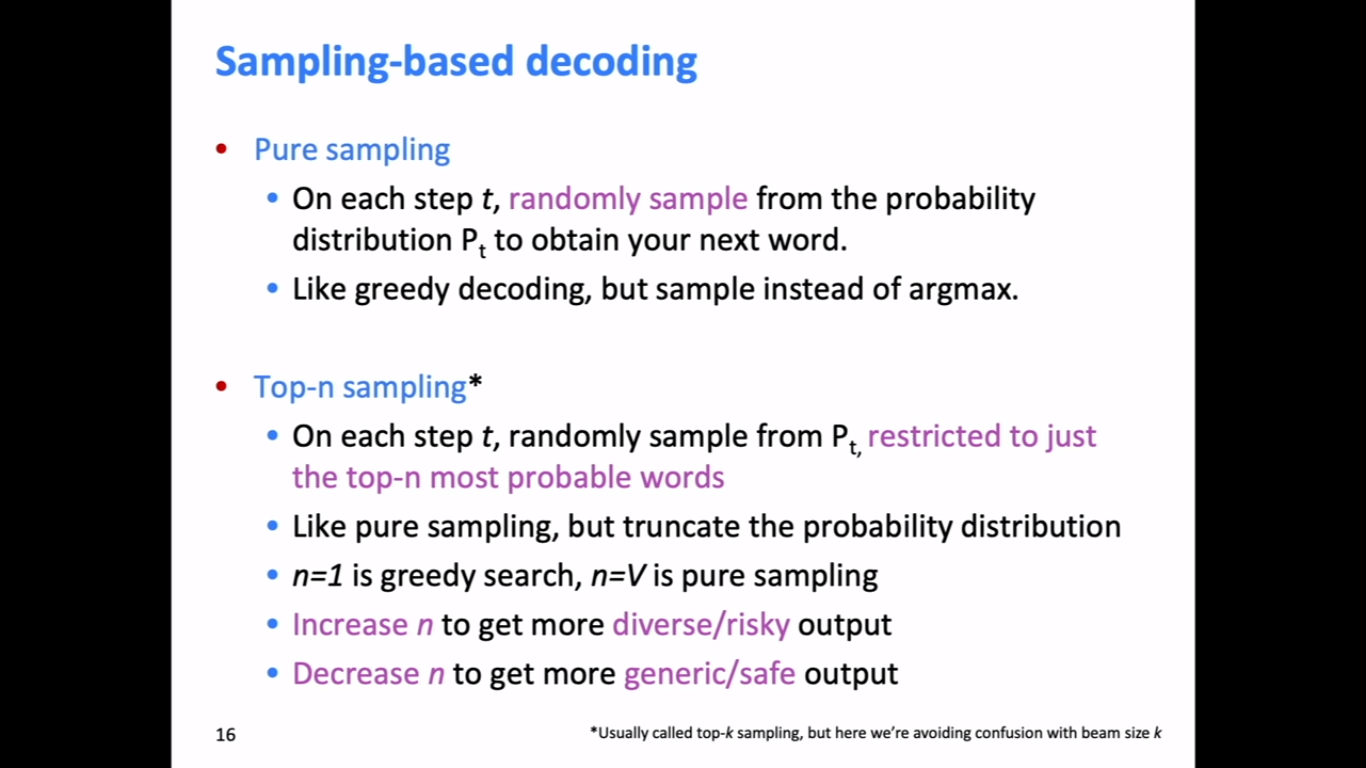 Sampling-based decoding
• Pure sampling
• On each step t, randomly sample from the probability
distribution Pt to obtain your next word.
• Like greedy decoding, but sample instead of argmax.
• Top-n sampling*
• On each step t, randomly sample from Pt, restricted to just
the top-n most probable words
• Like pure sampling, but truncate the probability distribution
• n=1 is greedy search, n=V is pure sampling
• Increase n to get more diverse/risky output
• Decrease n to get more generic/safe output
16
*Usually called top-k sampling, but here we're avoiding confusion with beam size k